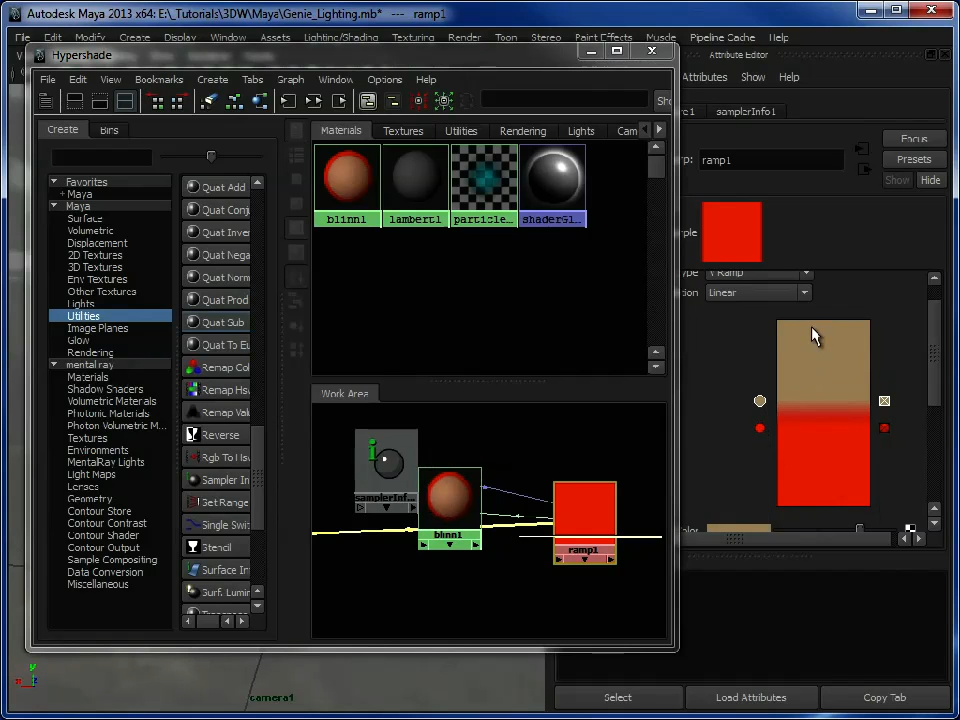 Autodesk Maya 2013 x64: E:\_Tutorials\3DW\Maya\Genie_Lighting.mb* --- ramp1
File Edit Modify Create Display Window Assets Lighting/Shading Texturing Render Toon Stereo Paint Effects Muscle Pipeline Cache Help
Hypershade
Attribute Editor
File Edit View Bookmarks Create Tabs Graph Window Options Help
Attributes Show Help
Sho
samplerInfo1
Create Bins
Materials Textures Utilities Rendering Lights Cam
Focus
ramp1
Presets
Show Hide
Favorites
+ Maya
Maya
Surface
Volumetric
Displacement
2D Textures
3D Textures
Env Textures
Other Textures
Lights
Utilities
Image Planes
Glow
Rendering
mental ray
Materials
Shadow Shaders
Volumetric Materials
Photonic Materials
Photon Volumetric M...
Textures
Environments
MentalRay Lights
Light Maps
Lenses
Geometry
Contour Store
Contour Contrast
Contour Shader
Contour Output
Sample Compositing
Data Conversion
Miscellaneous
Quat Add
Quat Conj
Quat Inver
Quat Nega
Quat Norm
Quat Prod
Quat Sub
Quat To Eu
Remap Col
Remap Hsv
Remap Valu
Reverse
Rgb To Hsv
Sampler In
Set Range
Single Swit
Stencil
Surface In
Surf. Lumin
blinn1 lambert1 particle... shaderGl...
Ramp
Linear
Work Area
samplerInf...
blinn1
ramp1
camera1
Select Load Attributes Copy Tab